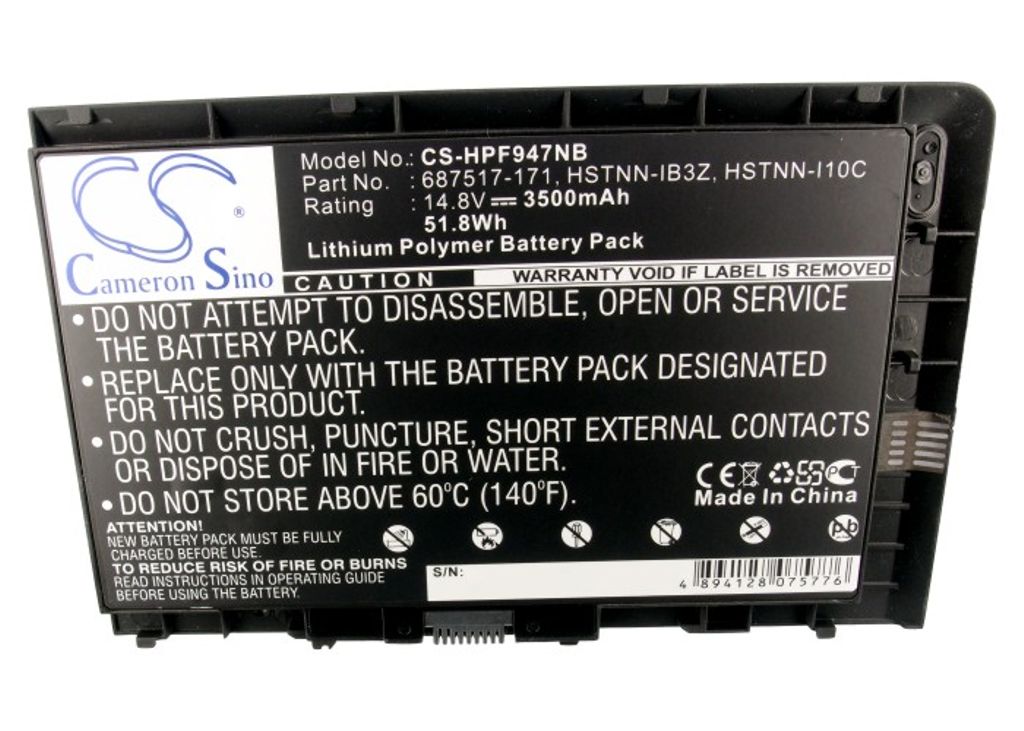 CS ®
Cameron Sino
Model No.: CS-HPF947NB
Part No. : 687517-171, HSTNN-IB3Z, HSTNN-I10C
Rating : 14.8V ⎓ 3500mAh
51.8Wh
Lithium Polymer Battery Pack
CAUTION WARRANTY VOID IF LABEL IS REMOVED
• DO NOT ATTEMPT TO DISASSEMBLE, OPEN OR SERVICE
THE BATTERY PACK.
• REPLACE ONLY WITH THE BATTERY PACK DESIGNATED
FOR THIS PRODUCT.
• DO NOT CRUSH, PUNCTURE, SHORT EXTERNAL CONTACTS
OR DISPOSE OF IN FIRE OR WATER.
• DO NOT STORE ABOVE 60°C (140°F).
CE PCT
Made In China
ATTENTION!
NEW BATTERY PACK MUST BE FULLY
CHARGED BEFORE USE.
TO REDUCE RISK OF FIRE OR BURNS
READ INSTRUCTIONS IN OPERATING GUIDE
BEFORE USING THE BATTERY.
Pb
S/N:
4 894128 075776